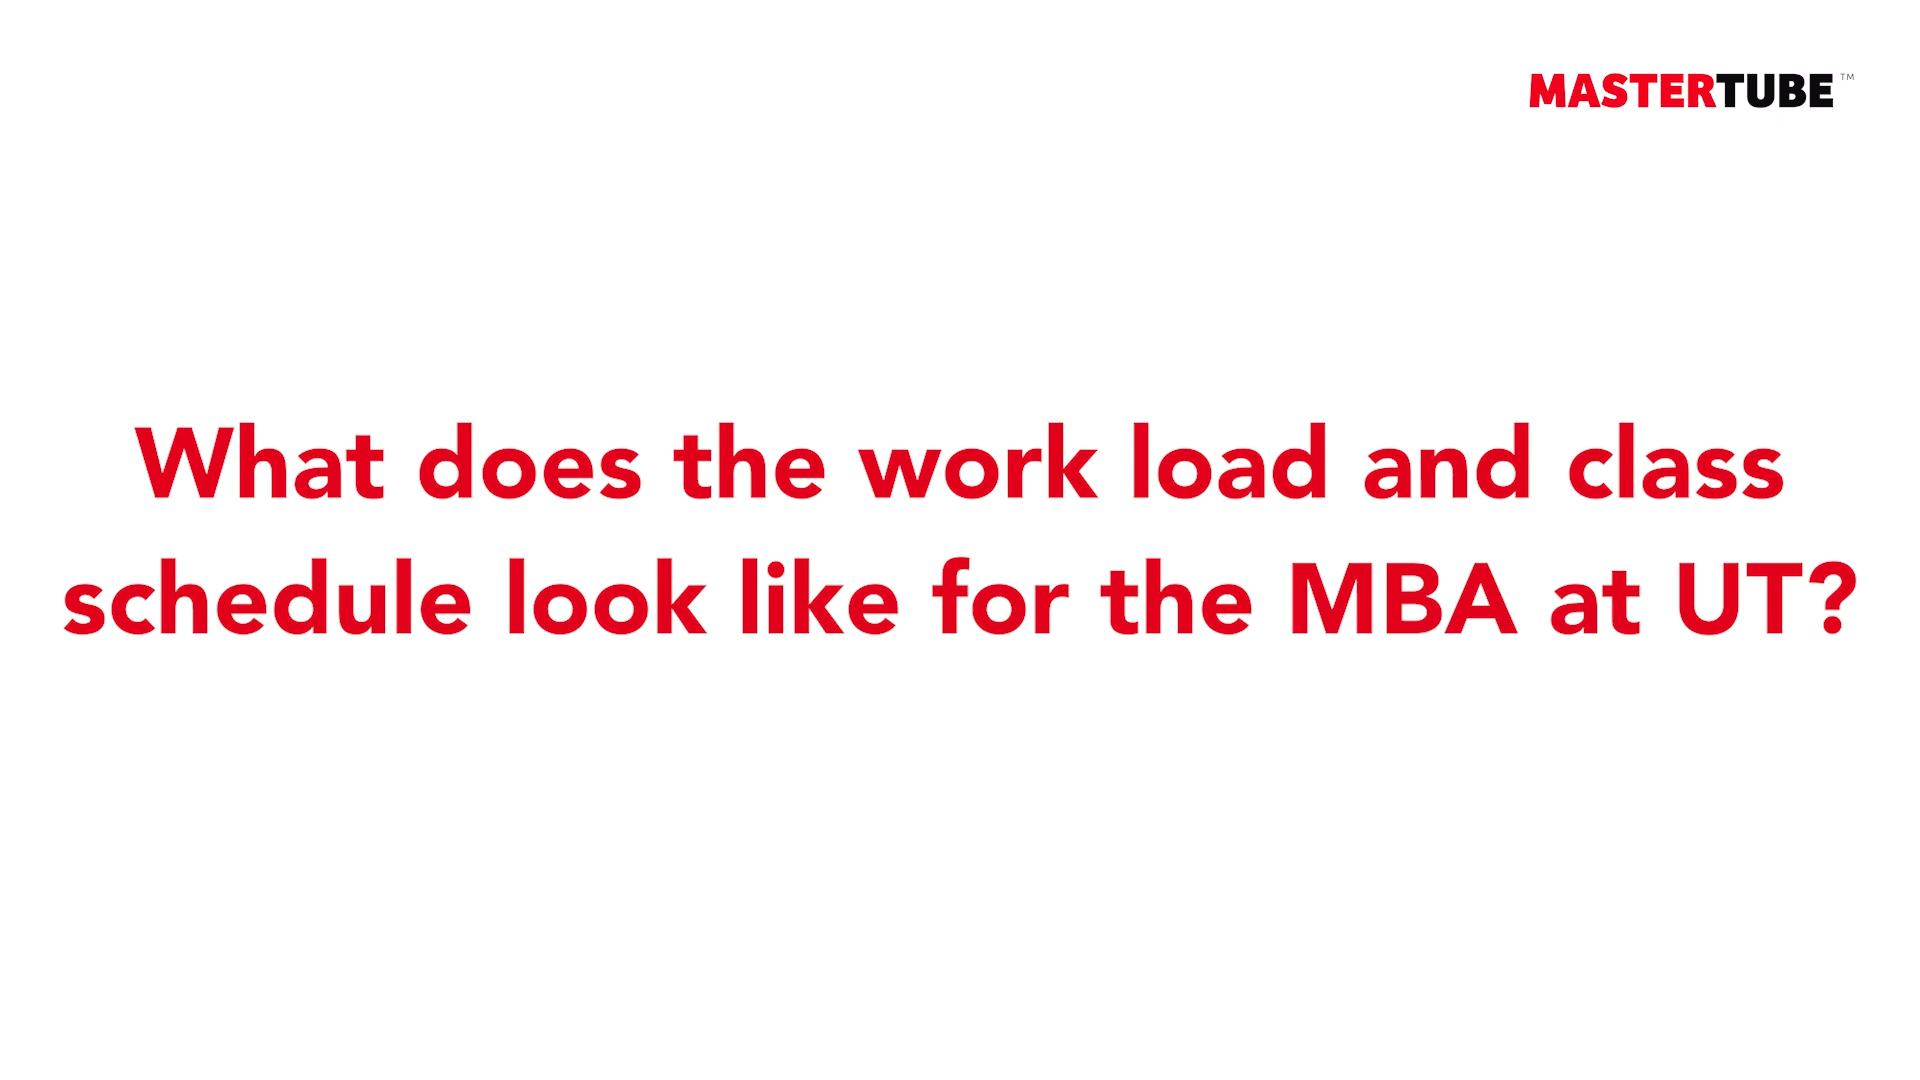 MASTERTUBE™
What does the work load and class
schedule look like for the MBA at UT?